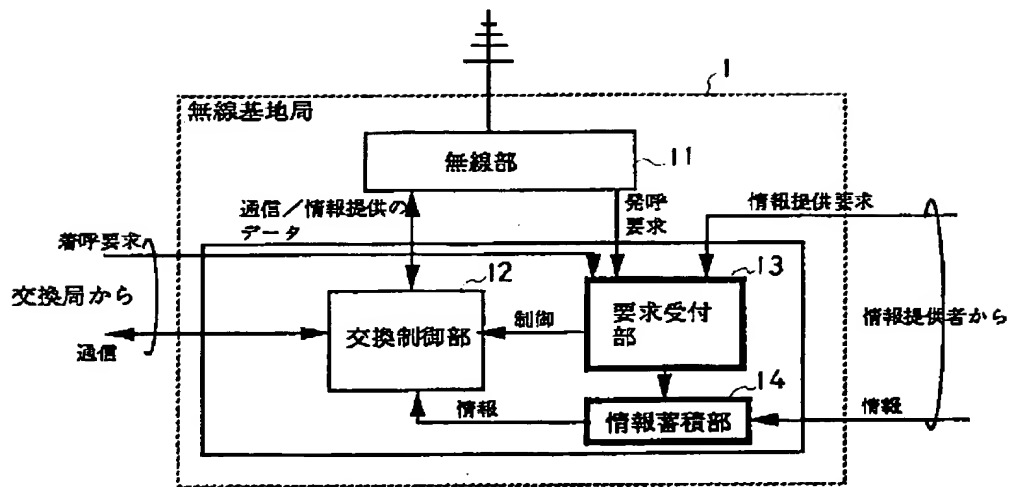 1
無線基地局
無線部
11
通信/情報提供の
データ
発呼
要求
情報提供要求
着呼要求
12
13
交換局から
交換制御部
制御
要求受付
部
情報提供者から
通信
14
情報
情報蓄積部
情報